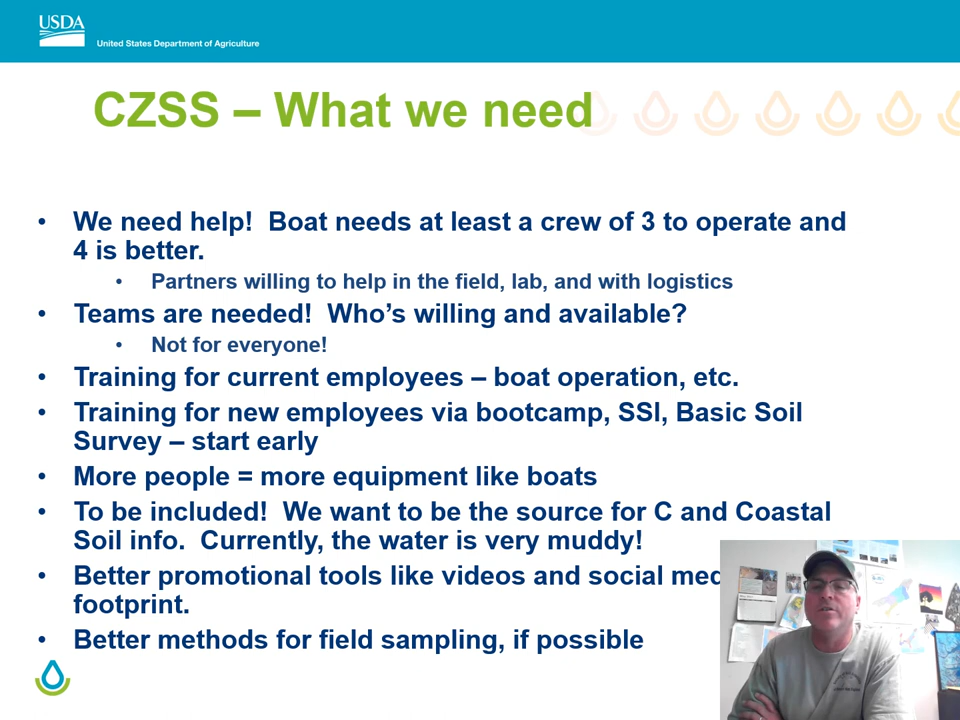 USDA
United States Department of Agriculture
CZSS – What we need
• We need help!  Boat needs at least a crew of 3 to operate and
4 is better.
• Partners willing to help in the field, lab, and with logistics
• Teams are needed!  Who’s willing and available?
• Not for everyone!
• Training for current employees – boat operation, etc.
• Training for new employees via bootcamp, SSI, Basic Soil
Survey – start early
• More people = more equipment like boats
• To be included!  We want to be the source for C and Coastal
Soil info.  Currently, the water is very muddy!
• Better promotional tools like videos and social
footprint.
• Better methods for field sampling, if possible